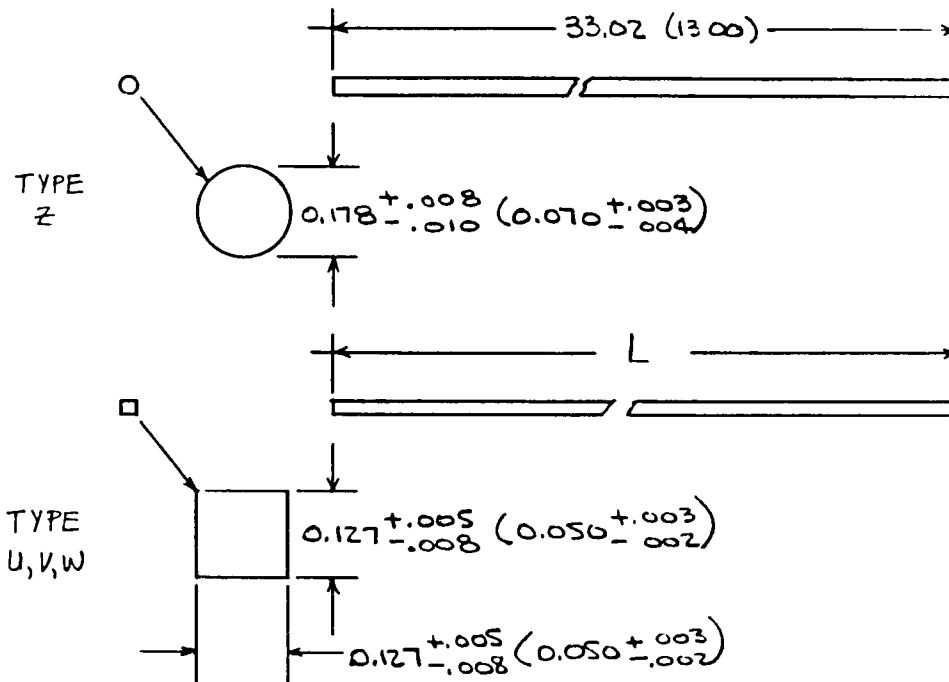 33.02 (13 00)
TYPE
Z
0.178 +.008 -.010 (0.070 +.003 - 004)
L
TYPE
U, V, W
0.127 +.005 -.008 (0.050 +.003 - 002)
0.127 +.005 -.008 (0.050 +.003 -.002)